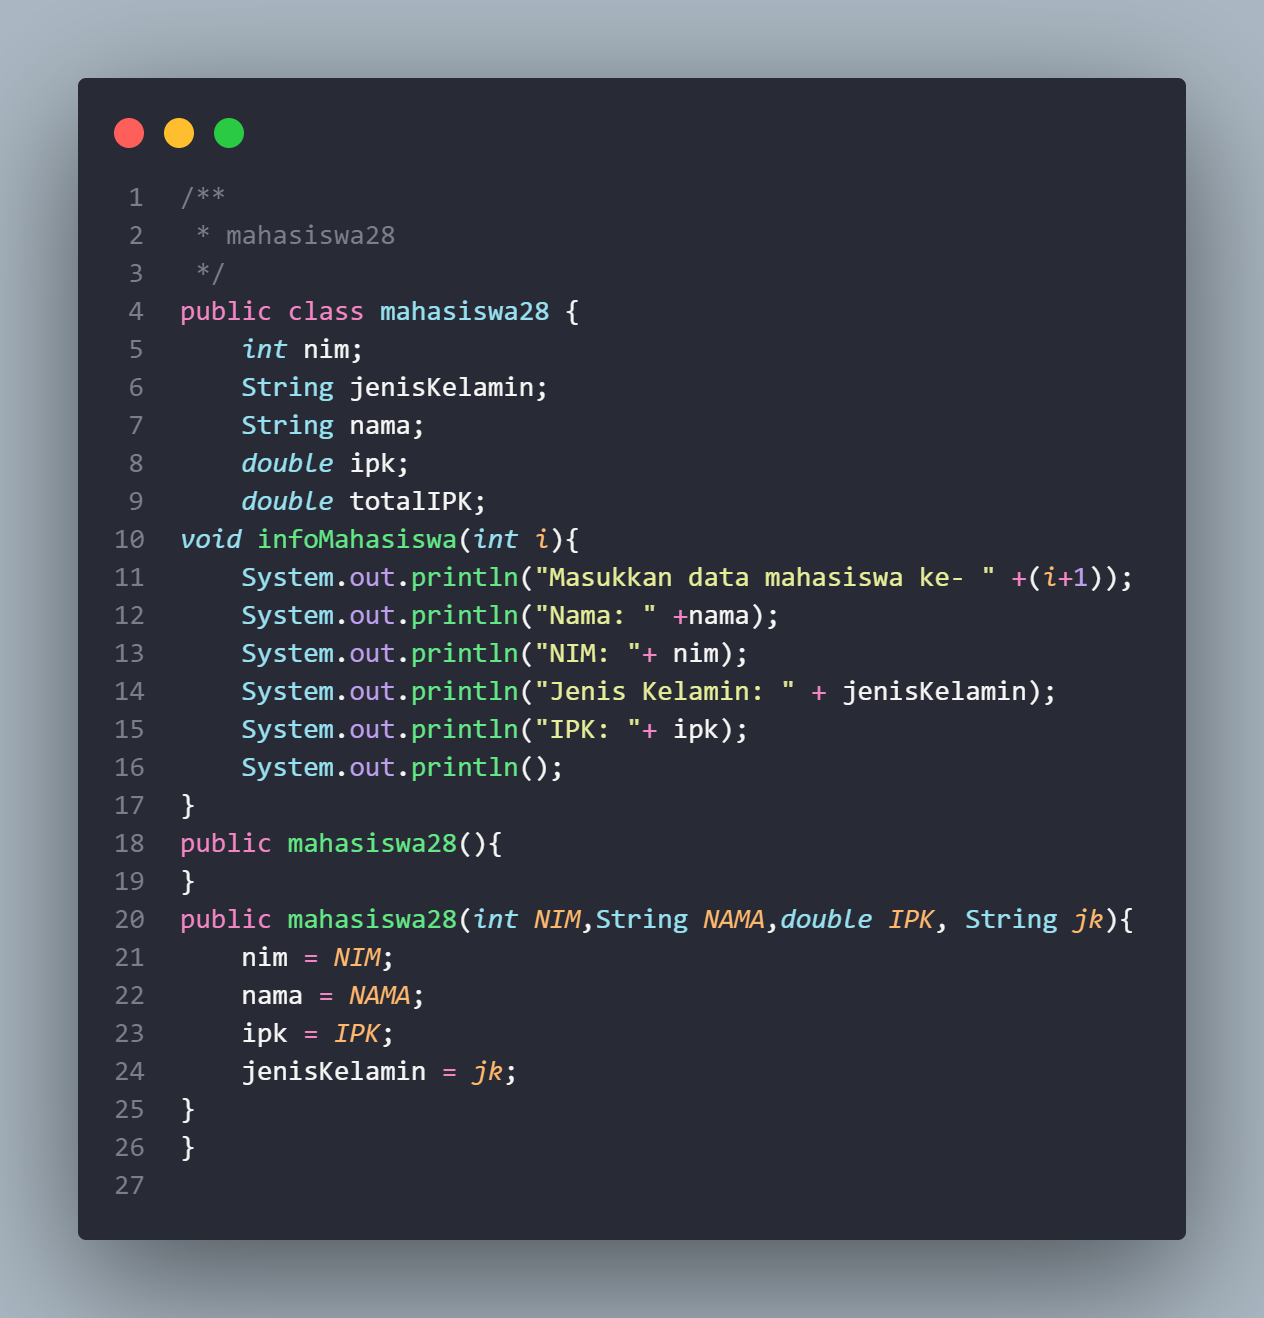 1 /**
2  * mahasiswa28
3  */
4 public class mahasiswa28 {
5     int nim;
6     String jenisKelamin;
7     String nama;
8     double ipk;
9     double totalIPK;
10 void infoMahasiswa(int i){
11     System.out.println("Masukkan data mahasiswa ke- " +(i+1));
12     System.out.println("Nama: " +nama);
13     System.out.println("NIM: "+ nim);
14     System.out.println("Jenis Kelamin: " + jenisKelamin);
15     System.out.println("IPK: "+ ipk);
16     System.out.println();
17 }
18 public mahasiswa28(){
19 }
20 public mahasiswa28(int NIM,String NAMA,double IPK, String jk){
21     nim = NIM;
22     nama = NAMA;
23     ipk = IPK;
24     jenisKelamin = jk;
25 }
26 }
27